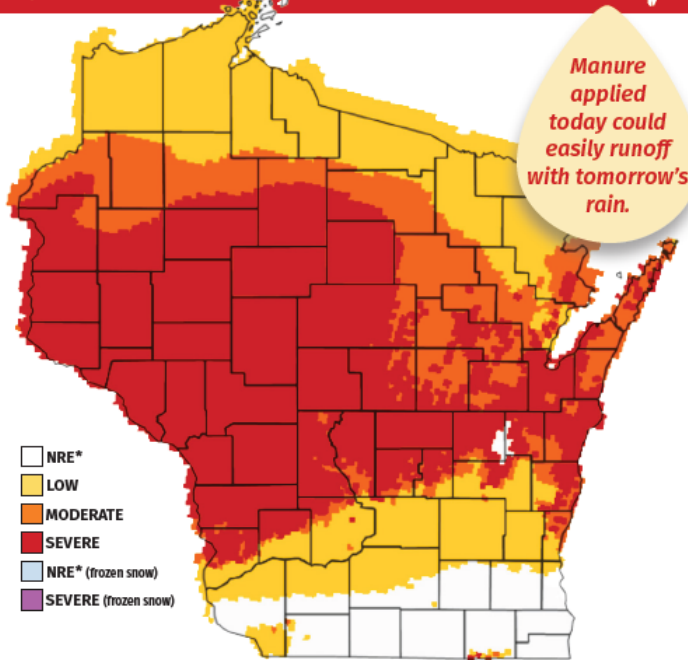 Manure
applied
today could
easily runoff
with tomorrow's
rain.
NRE*
LOW
MODERATE
SEVERE
NRE* (frozen snow)
SEVERE (frozen snow)